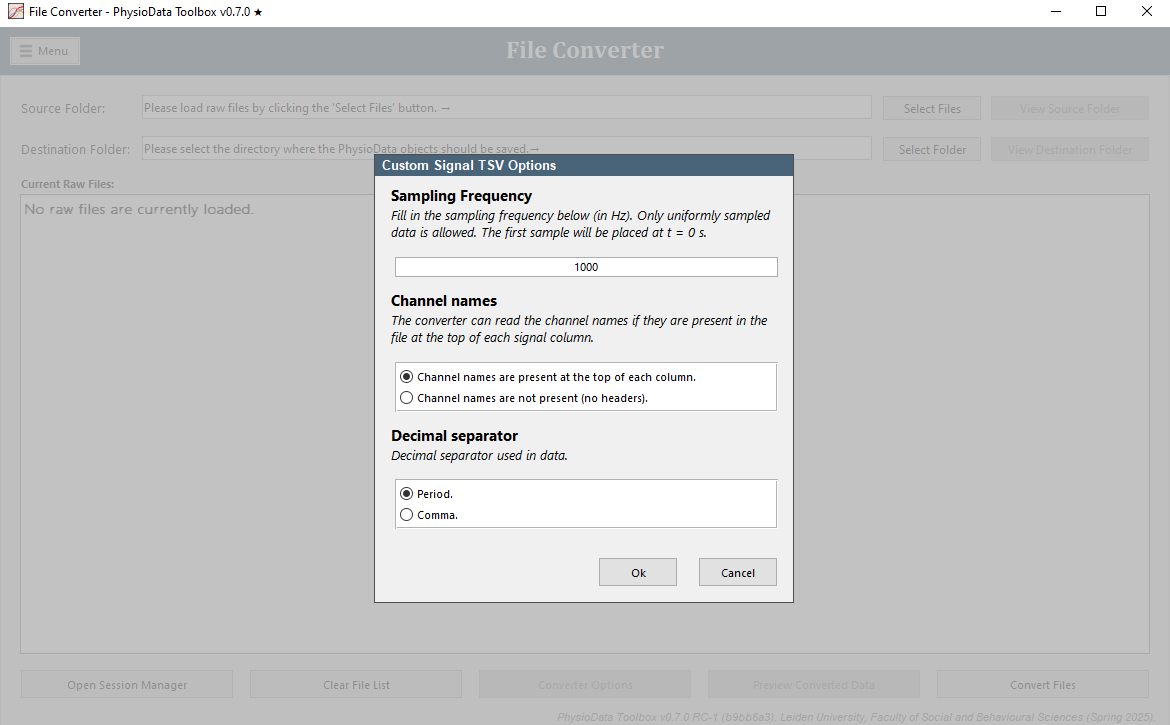 File Converter - PhysioData Toolbox v0.7.0 ★
Menu
File Converter
Source Folder:
Please load raw files by clicking the 'Select Files' button. →
Select Files
View Source Folder
Destination Folder:
Please select the directory where the PhysioData objects should be saved.→
Select Folder
View Destination Folder
Current Raw Files:
No raw files are currently loaded.
Custom Signal TSV Options
Sampling Frequency
Fill in the sampling frequency below (in Hz). Only uniformly sampled
data is allowed. The first sample will be placed at t = 0 s.
1000
Channel names
The converter can read the channel names if they are present in the
file at the top of each signal column.
Channel names are present at the top of each column.
Channel names are not present (no headers).
Decimal separator
Decimal separator used in data.
Period.
Comma.
Ok
Cancel
Open Session Manager
Clear File List
Converter Options
Preview Converted Data
Convert Files
PhysioData Toolbox v0.7.0 RC-1 (b9bb6a3). Leiden University, Faculty of Social and Behavioural Sciences (Spring 2025).